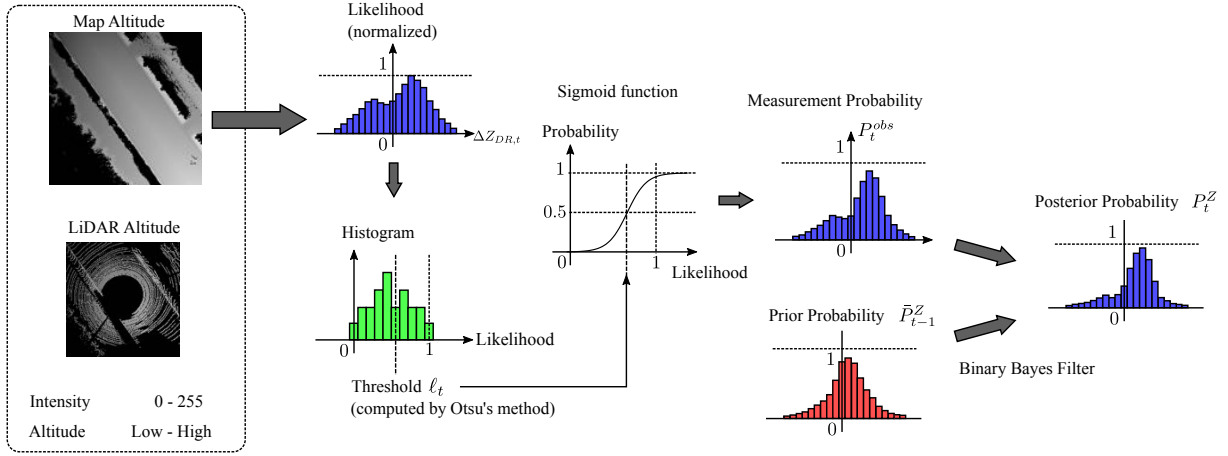 Map Altitude
LiDAR Altitude
Intensity 0 - 255
Altitude Low - High
Likelihood
(normalized)
1
0
ΔZ_{DR,t}
Histogram
0
1
Likelihood
Threshold ℓ_t
(computed by Otsu's method)
Sigmoid function
Probability
1
0.5
0
1
Likelihood
Measurement Probability
P_t^{obs}
1
0
Prior Probability P̄_{t-1}^Z
1
0
Binary Bayes Filter
Posterior Probability P_t^Z
1
0